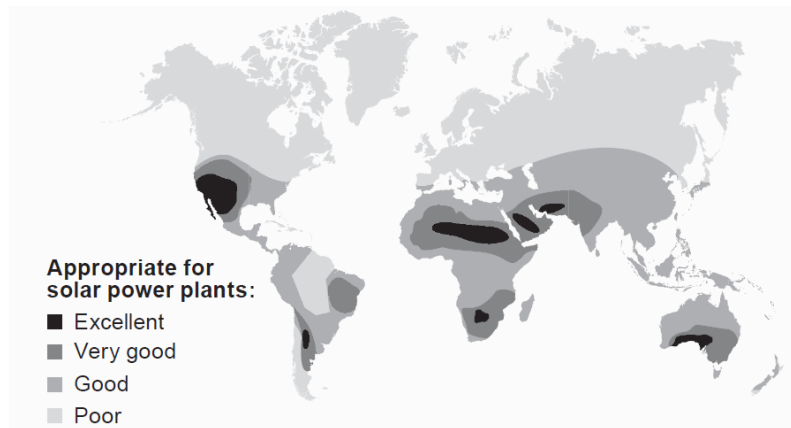 Appropriate for
solar power plants:
Excellent
Very good
Good
Poor